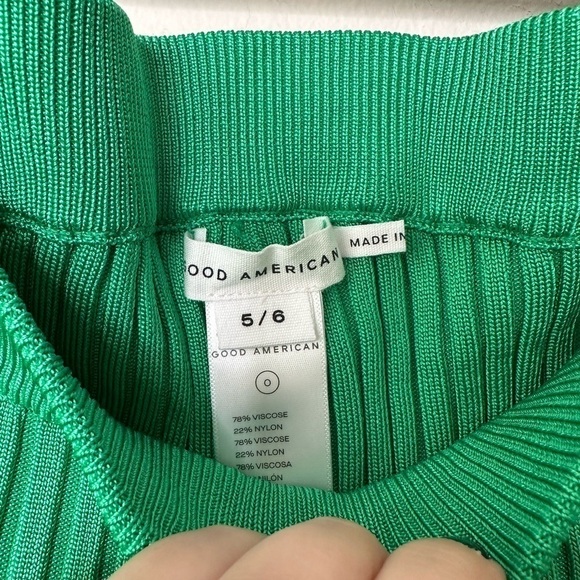 OOD AMERICAN
MADE IN
5 / 6
GOOD AMERICAN
0
78% VISCOSE
22% NYLON
78% VISCOSE
22% NYLON
78% VISCOSA
ILÓN